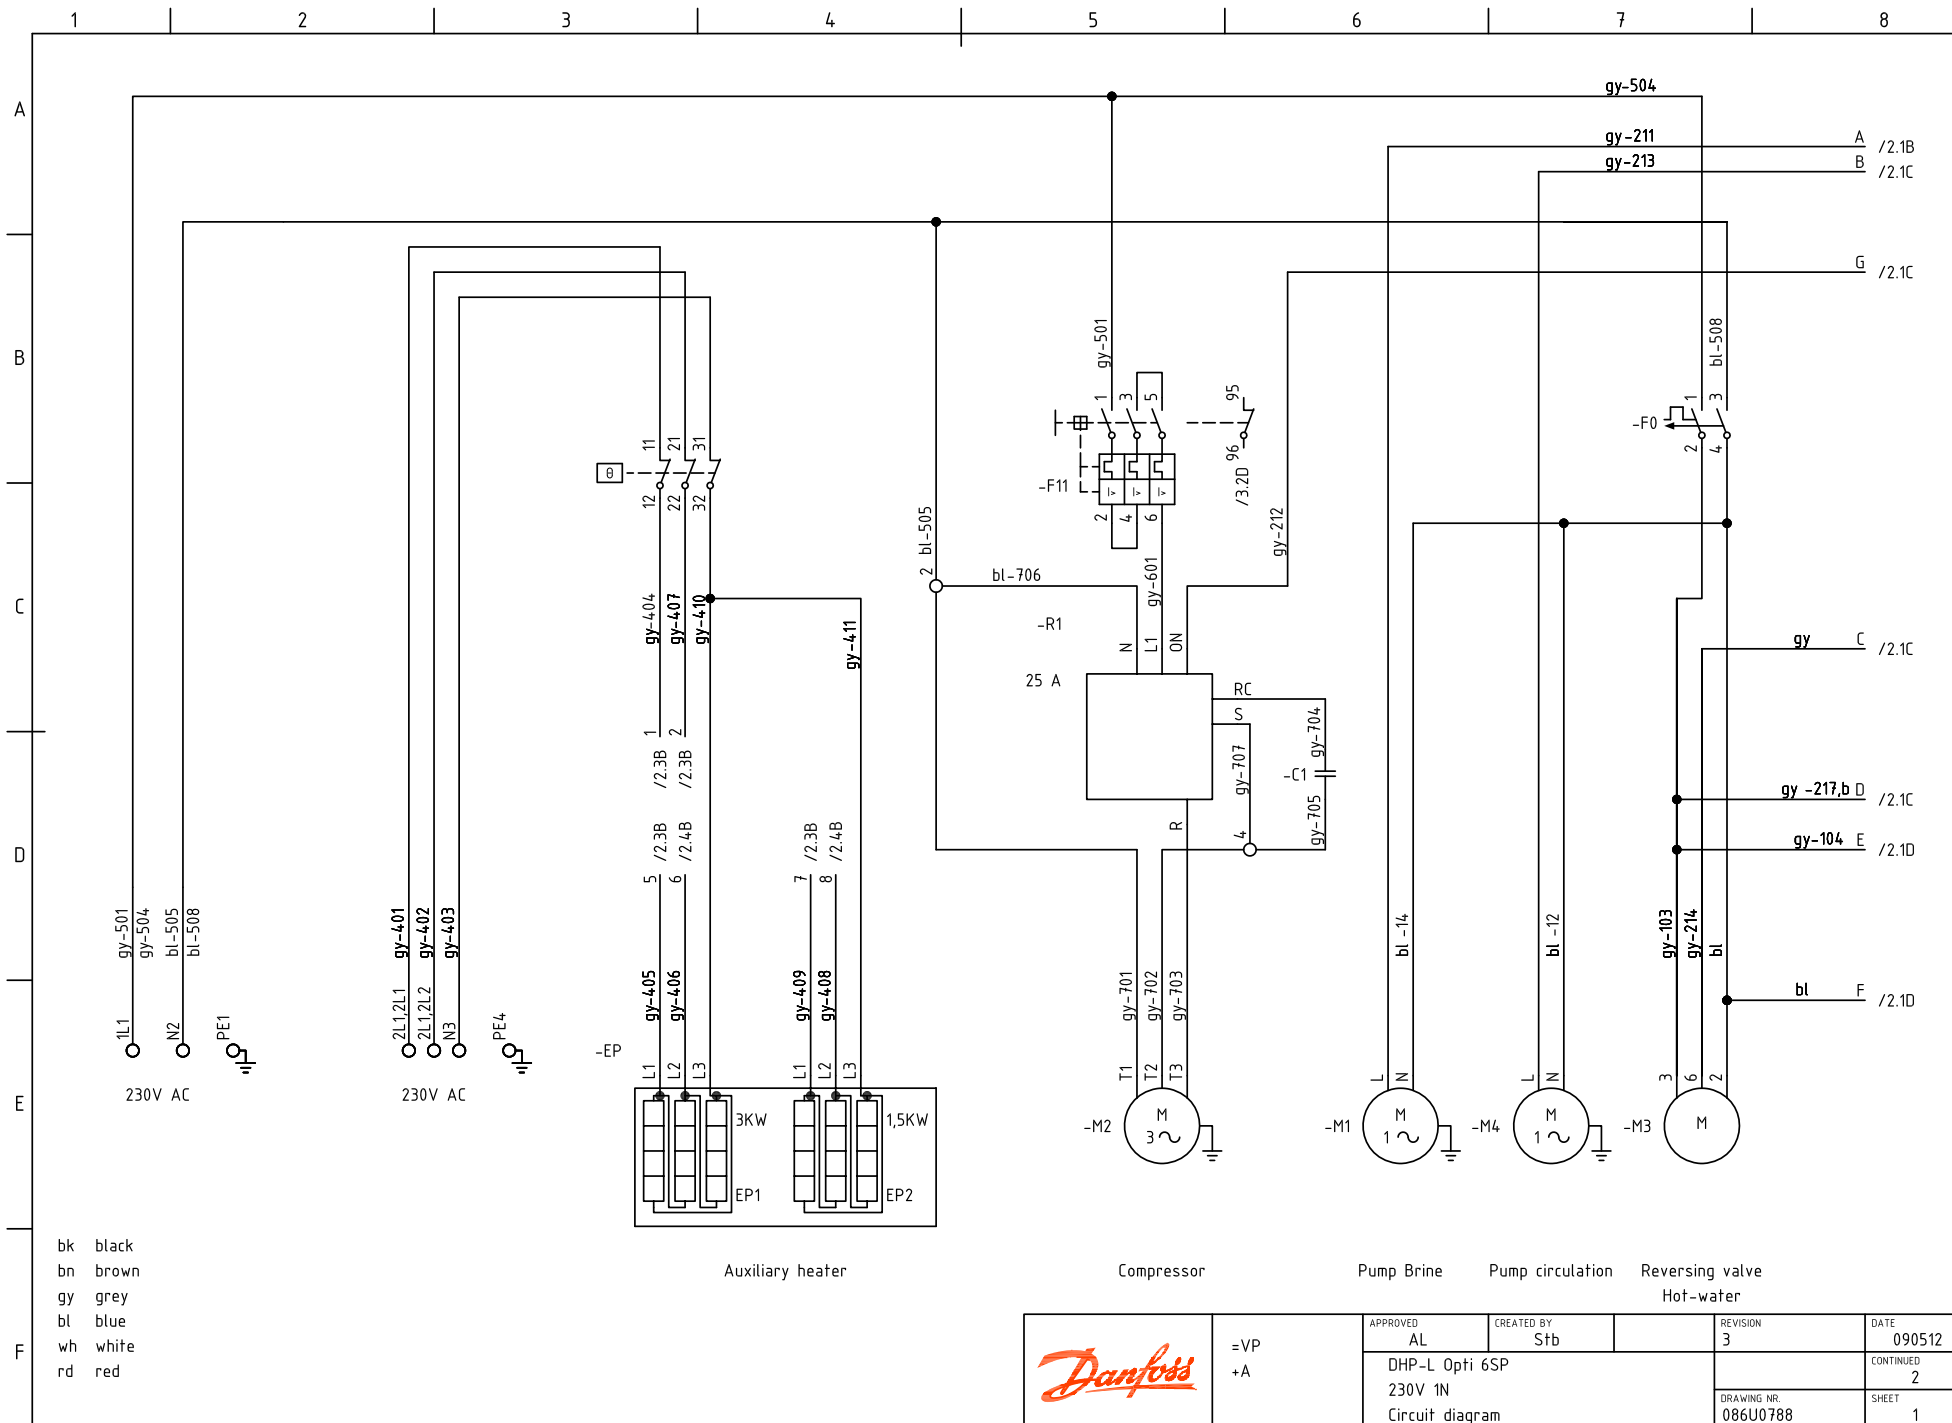 1 2 3 4 5 6 7 8
A
gy-504
gy-211 A /2.1B
gy-213 B /2.1C
G /2.1C
B
gy-501
bl-508
1 3 5
95
96
/3.2D
1 3
-F0
2 4
11 21 31
θ
12 22 32
-F11
I> I> I>
2 4 6
bl-505
2
gy-212
bl-706
gy-601
C
gy-404
gy-407
gy-410
gy-411
-R1
N L1 ON
gy C /2.1C
25 A
RC
S
gy-704
gy-707
-C1
gy-705
1 2
/2.3B /2.3B
gy -217,b D /2.1C
D
/2.3B /2.4B
/2.3B /2.4B
5 6
7 8
R
4
gy-104 E /2.1D
gy-501
gy-504
bl-505
bl-508
gy-401
gy-402
gy-403
gy-405
gy-406
gy-409
gy-408
gy-701
gy-702
gy-703
bl -14
bl -12
gy-103
gy-214
bl
bl F /2.1D
1L1
N2
PE1
2L1,2L1
2L1,2L2
N3
PE4
-EP
L1 L2 L3
L1 L2 L3
T1 T2 T3
L N
L N
3 6 2
230V AC
230V AC
E
3KW
EP1
1,5KW
EP2
-M2
M
3
-M1
M
1
-M4
M
1
-M3
M
bk black
bn brown
gy grey
bl blue
wh white
rd red
F
Auxiliary heater
Compressor
Pump Brine
Pump circulation
Reversing valve
Hot-water
Danfoss
=VP
+A
APPROVED
AL
CREATED BY
Stb
REVISION
3
DATE
090512
DHP-L Opti 6SP
230V 1N
Circuit diagram
CONTINUED
2
DRAWING NR.
086U0788
SHEET
1